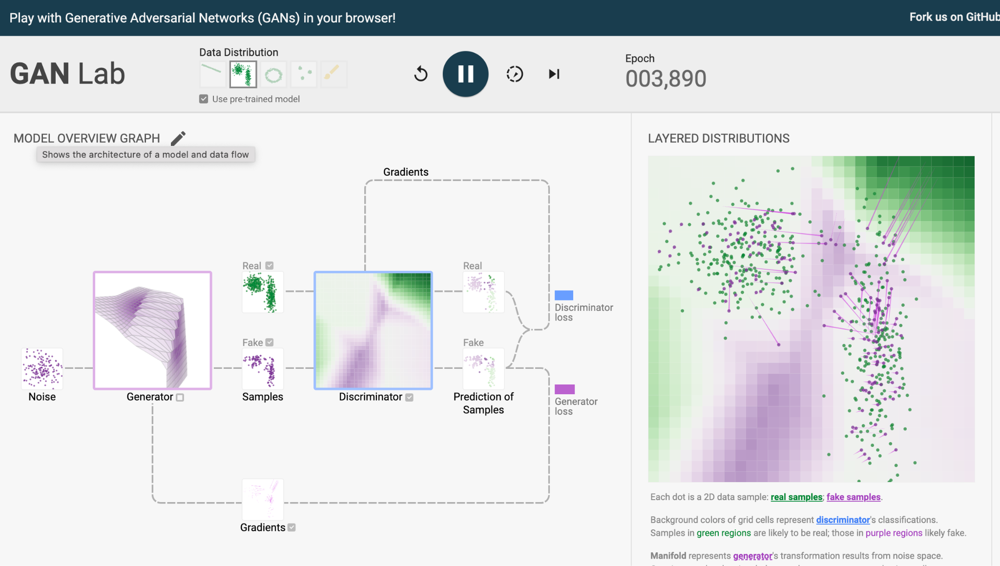 Play with Generative Adversarial Networks (GANs) in your browser!
Fork us on GitHub
GAN Lab
Data Distribution
Use pre-trained model
Epoch
003,890
MODEL OVERVIEW GRAPH
Shows the architecture of a model and data flow
Gradients
Real
Real
Discriminator
loss
Fake
Fake
Noise
Generator
Samples
Discriminator
Prediction of
Samples
Generator
loss
Gradients
LAYERED DISTRIBUTIONS
Each dot is a 2D data sample: real samples; fake samples.
Background colors of grid cells represent discriminator's classifications.
Samples in green regions are likely to be real; those in purple regions likely fake.
Manifold represents generator's transformation results from noise space.